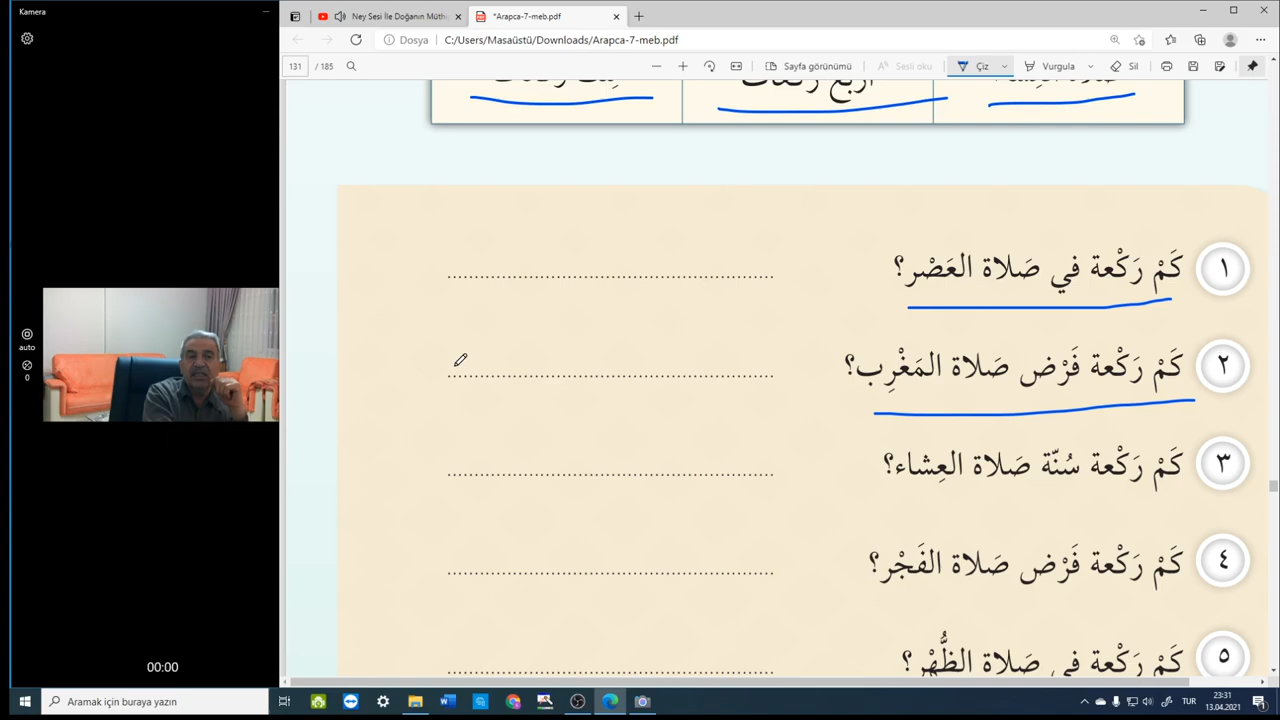 Kamera
Ney Sesi İle Doğanın Müthiş
*Arapca-7-meb.pdf
Dosya
C:/Users/Masaüstü/Downloads/Arapca-7-meb.pdf
131 / 185
Sayfa görünümü
Sesli oku
Çiz
Vurgula
Sil
١ كَمْ رَكْعة في صَلاة العَصْر؟
٢ كَمْ رَكْعة فَرْض صَلاة المَغْرِب؟
٣ كَمْ رَكْعة سُنّة صَلاة العِشاء؟
٤ كَمْ رَكْعة فَرْض صَلاة الفَجْر؟
٥ كَمْ رَكْعة في صَلاة الظُّهْر؟
auto
0
00:00
Aramak için buraya yazın
TUR
23:31
13.04.2021